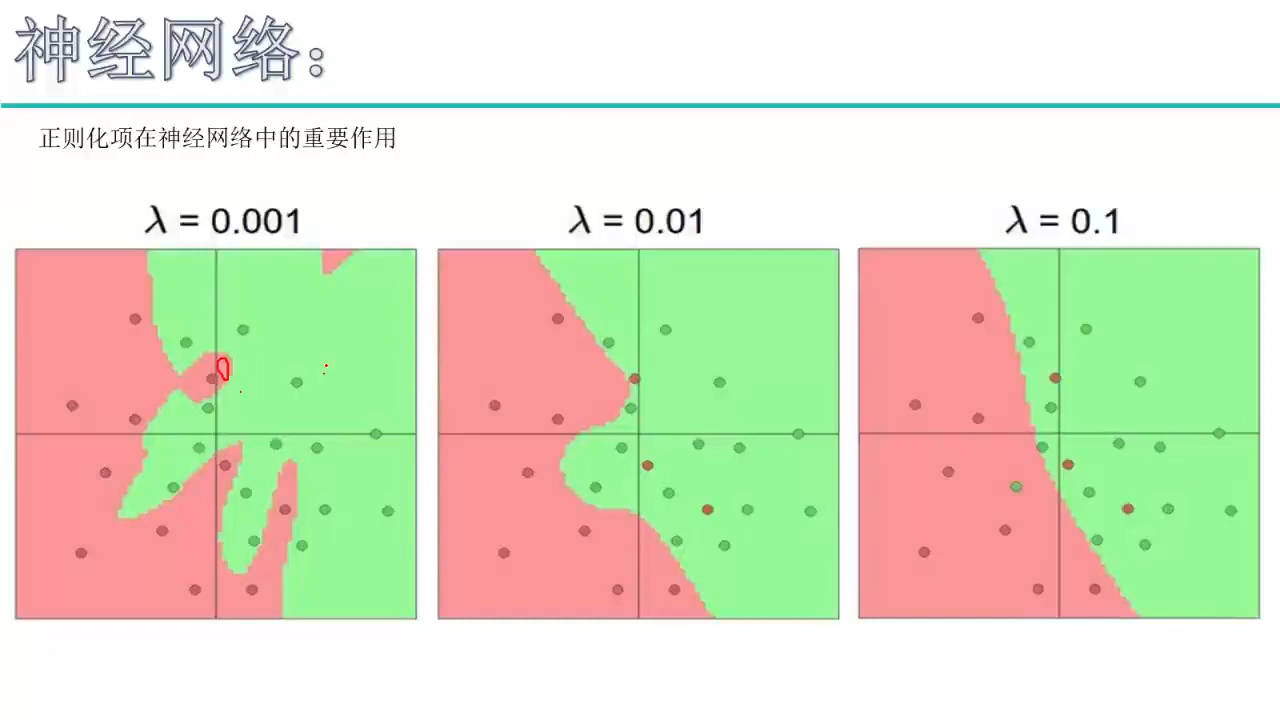 神经网络:
正则化项在神经网络中的重要作用
λ = 0.001
λ = 0.01
λ = 0.1